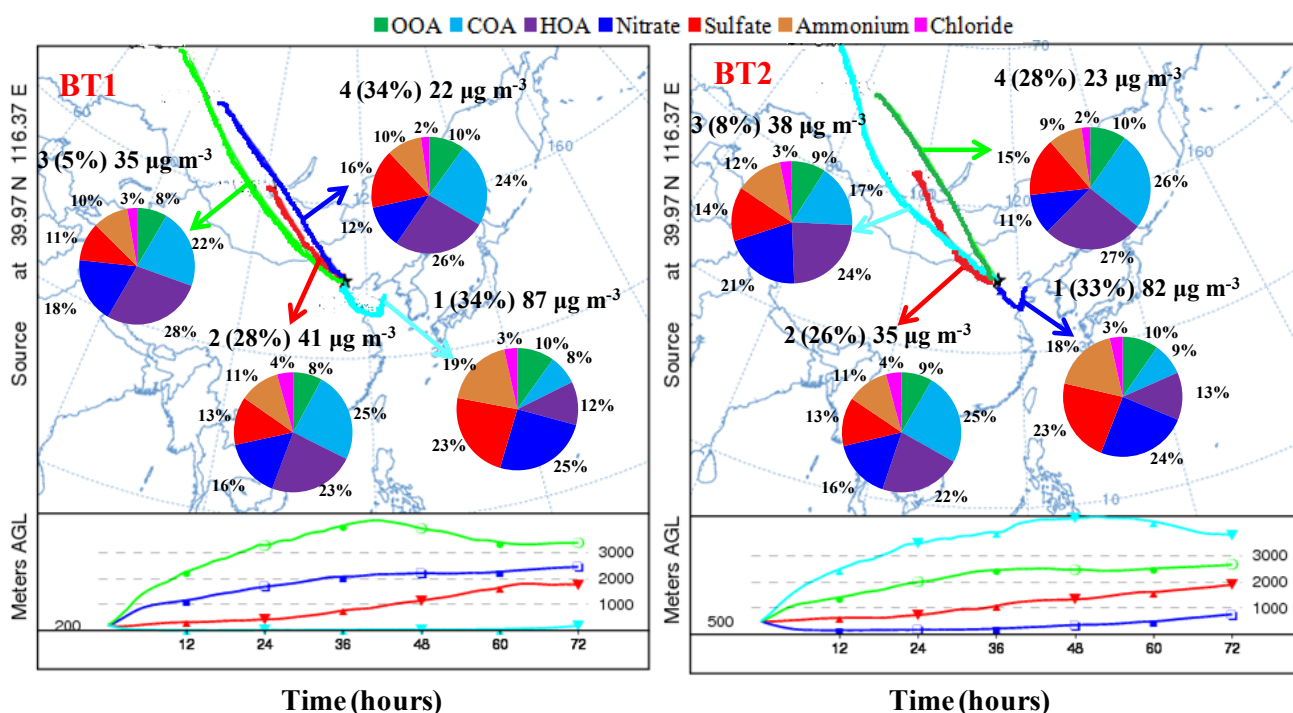 OOA COA HOA Nitrate Sulfate Ammonium Chloride
BT1
Source at 39.97 N 116.37 E
4 (34%) 22 µg m-3
2% 10% 24% 26% 12% 16% 10%
3 (5%) 35 µg m-3
3% 8% 22% 28% 18% 11% 10%
2 (28%) 41 µg m-3
4% 8% 25% 23% 16% 13% 11%
1 (34%) 87 µg m-3
3% 10% 8% 12% 25% 23% 19%
160
Meters AGL
200
3000
2000
1000
12 24 36 48 60 72
Time (hours)
BT2
Source at 39.97 N 116.37 E
4 (28%) 23 µg m-3
2% 10% 26% 27% 11% 15% 9%
3 (8%) 38 µg m-3
3% 9% 17% 24% 21% 14% 12%
2 (26%) 35 µg m-3
4% 9% 25% 22% 16% 13% 11%
1 (33%) 82 µg m-3
3% 10% 9% 13% 24% 23% 18%
70
160
10
Meters AGL
500
3000
2000
1000
12 24 36 48 60 72
Time (hours)